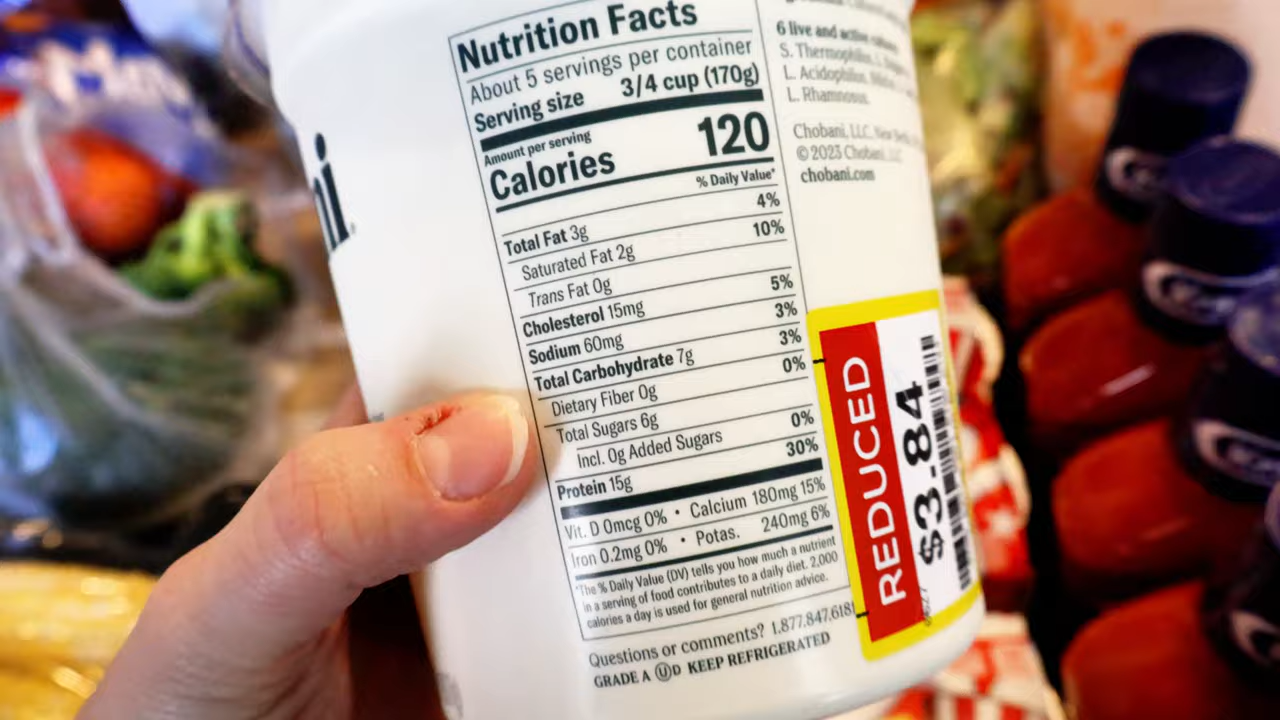 Nutrition Facts
About 5 servings per container
Serving size 3/4 cup (170g)
Amount per serving
Calories 120
% Daily Value*
Total Fat 3g 4%
Saturated Fat 2g 10%
Trans Fat 0g
Cholesterol 15mg 5%
Sodium 60mg 3%
Total Carbohydrate 7g 3%
Dietary Fiber 0g 0%
Total Sugars 6g
Incl. 0g Added Sugars 0%
Protein 15g 30%
Vit. D 0mcg 0% • Calcium 180mg 15%
Iron 0.2mg 0% • Potas. 240mg 6%
*The % Daily Value (DV) tells you how much a nutrient
in a serving of food contributes to a daily diet. 2,000
calories a day is used for general nutrition advice.
Questions or comments? 1.877.847.618
GRADE A UD KEEP REFRIGERATED
6 live and active
S. Thermophilus, L.
L. Acidophilus,
L. Rhamnosus.
Chobani, LLC, New
© 2023 Chobani, LLC
chobani.com
REDUCED
$3.84
ni.